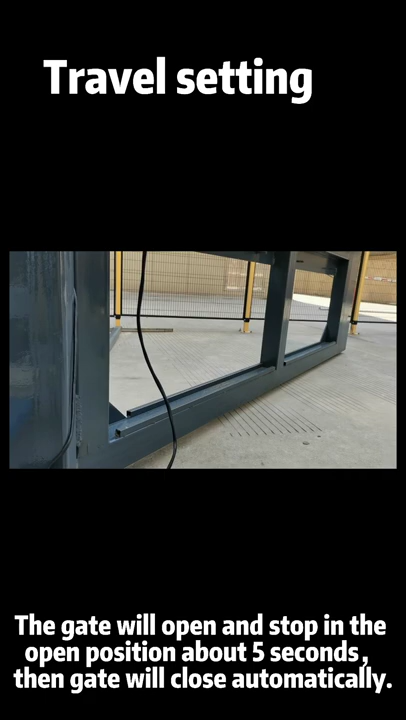 Travel setting
The gate will open and stop in the
open position about 5 seconds,
then gate will close automatically.